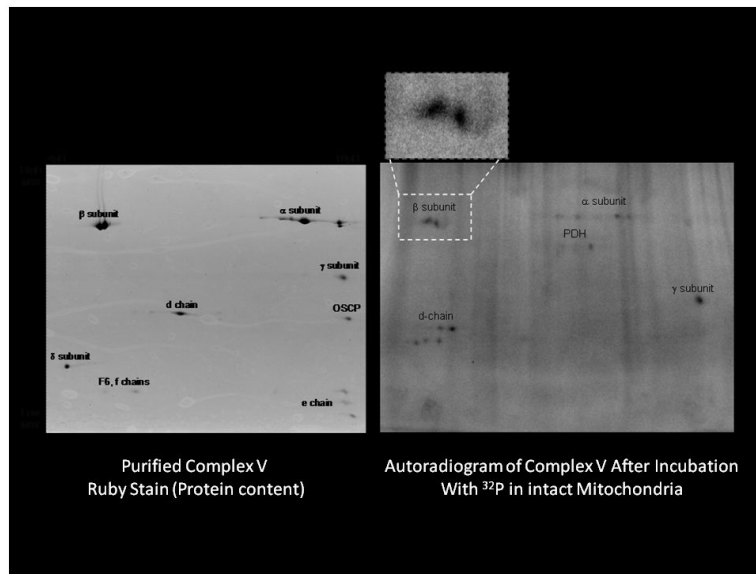 β subunit
α subunit
γ subunit
d chain
OSCP
δ subunit
F6, f chains
e chain
β subunit
α subunit
PDH
γ subunit
d-chain
Purified Complex V
Ruby Stain (Protein content)
Autoradiogram of Complex V After Incubation
With ³²P in intact Mitochondria